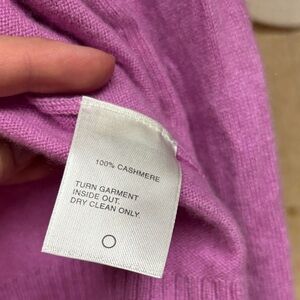 100% CASHMERE
TURN GARMENT
INSIDE OUT.
DRY CLEAN ONLY.